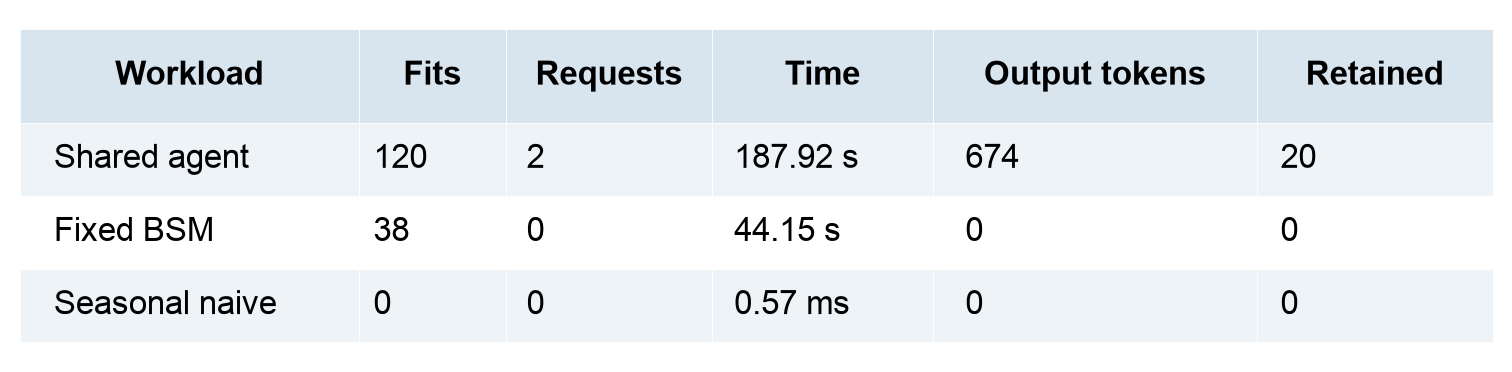 Workload Fits Requests Time Output tokens Retained
Shared agent 120 2 187.92 s 674 20
Fixed BSM 38 0 44.15 s 0 0
Seasonal naive 0 0 0.57 ms 0 0